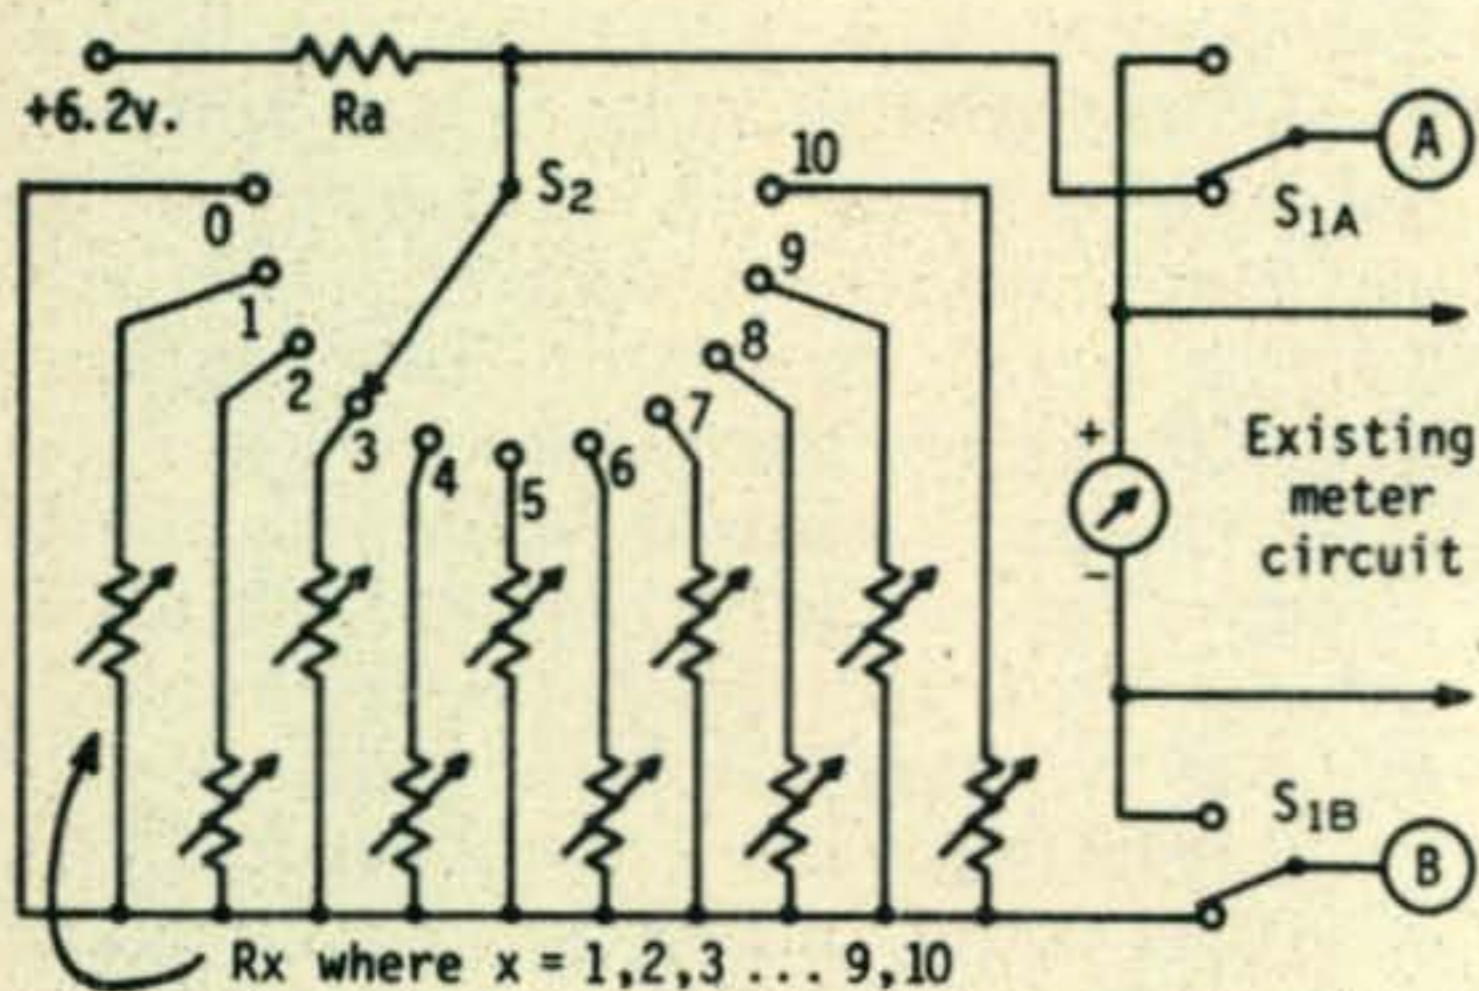 +6.2v.
Ra
S2
10
A
S1A
0
9
1
8
2
7
3
4
5
6
+
-
Existing
meter
circuit
S1B
B
Rx where x = 1,2,3 ... 9,10